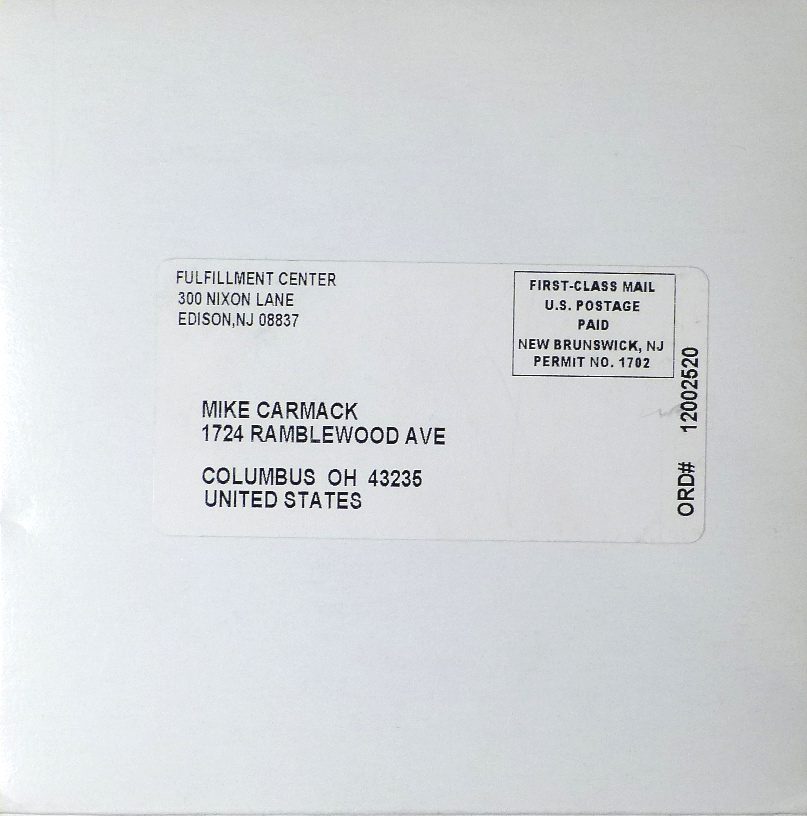 FULFILLMENT CENTER
300 NIXON LANE
EDISON,NJ 08837
FIRST-CLASS MAIL
U.S. POSTAGE
PAID
NEW BRUNSWICK, NJ
PERMIT NO. 1702
MIKE CARMACK
1724 RAMBLEWOOD AVE
COLUMBUS OH 43235
UNITED STATES
ORD# 12002520